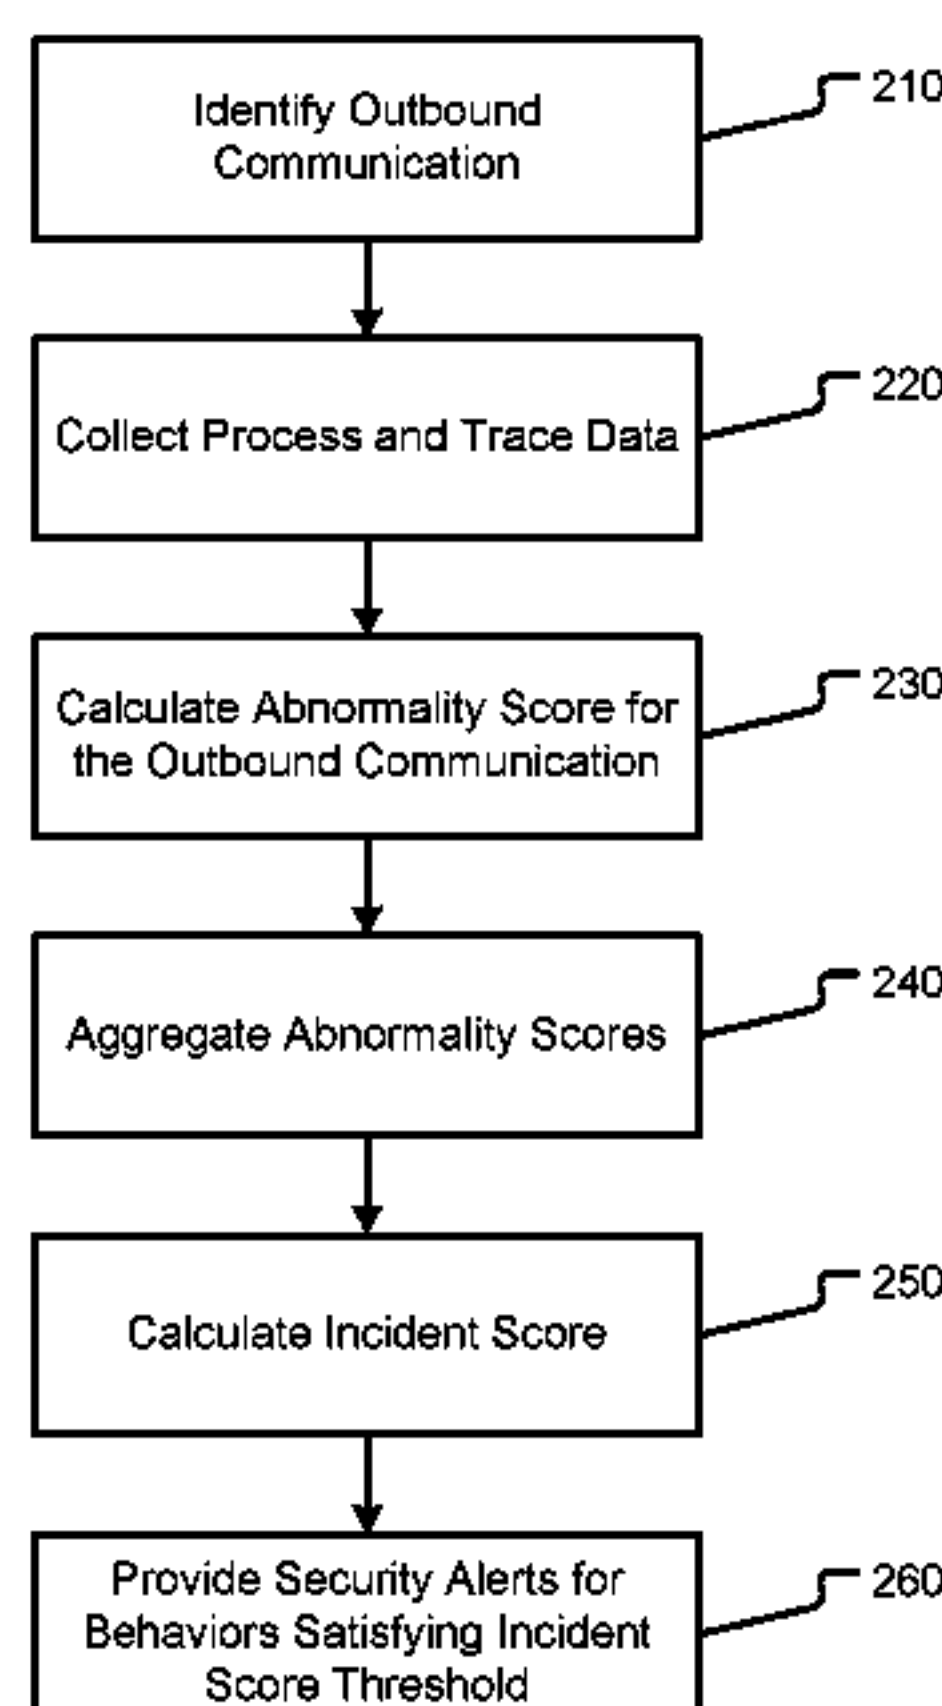 Identify Outbound
Communication
210
Collect Process and Trace Data
220
Calculate Abnormality Score for
the Outbound Communication
230
Aggregate Abnormality Scores
240
Calculate Incident Score
250
Provide Security Alerts for
Behaviors Satisfying Incident
Score Threshold
260